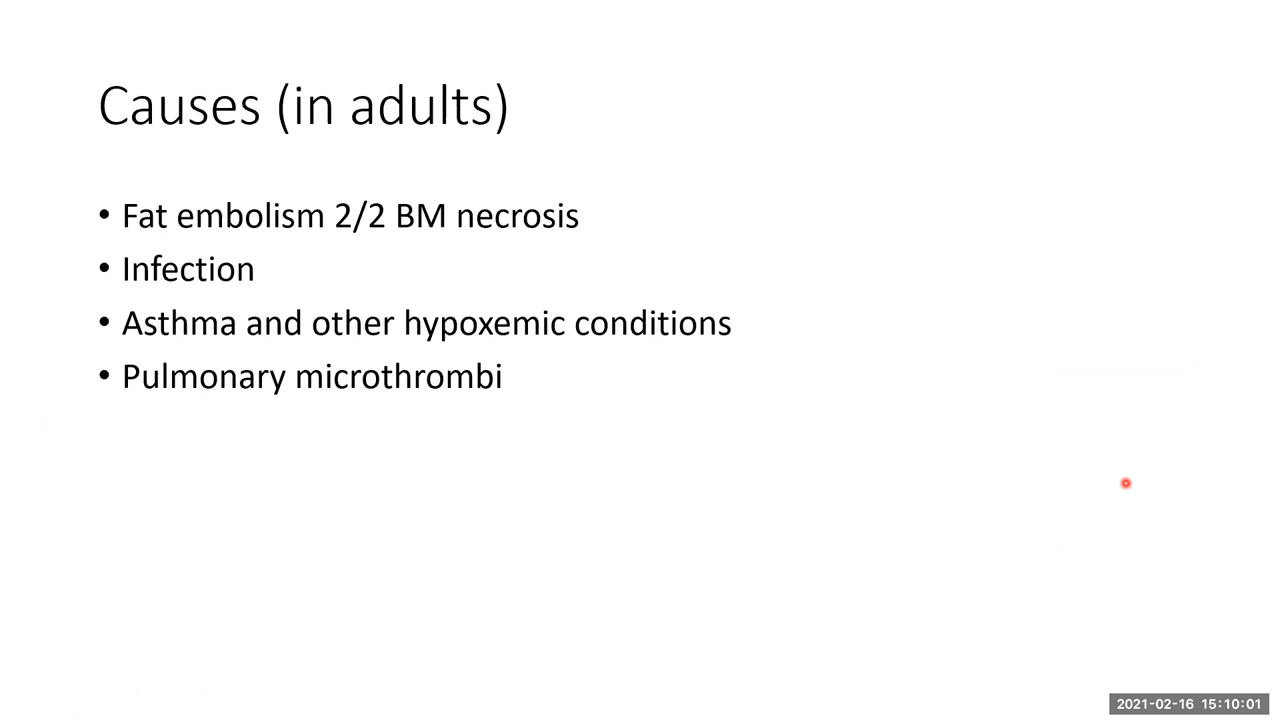 Causes (in adults)
• Fat embolism 2/2 BM necrosis
• Infection
• Asthma and other hypoxemic conditions
• Pulmonary microthrombi
2021-02-16 15:10:01